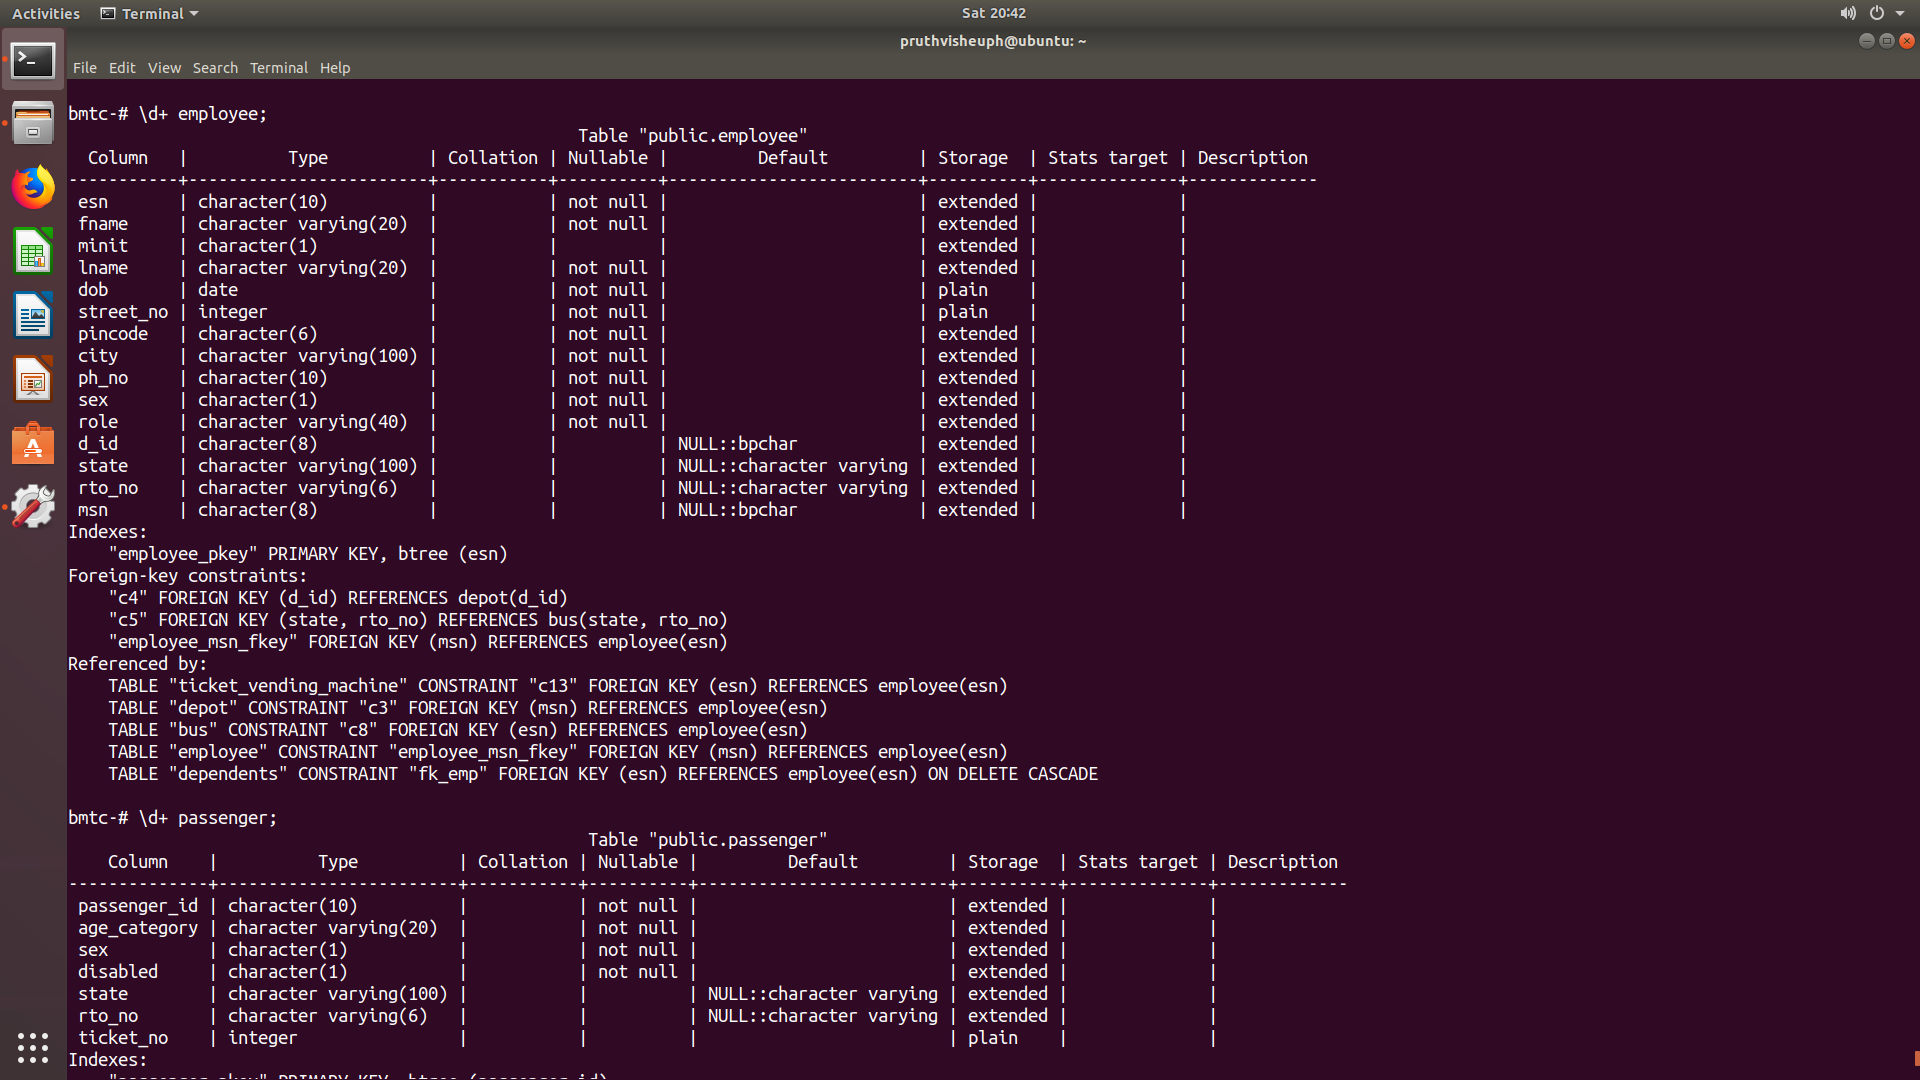 Activities Terminal Sat 20:42
pruthvisheuph@ubuntu: ~
File Edit View Search Terminal Help
bmtc-# \d+ employee;
Table "public.employee"
Column | Type | Collation | Nullable | Default | Storage | Stats target | Description
-----------+------------------------+-----------+----------+-------------------------+----------+--------------+-------------
esn | character(10) | | not null | | extended | |
fname | character varying(20) | | not null | | extended | |
minit | character(1) | | | | extended | |
lname | character varying(20) | | not null | | extended | |
dob | date | | not null | | plain | |
street_no | integer | | not null | | plain | |
pincode | character(6) | | not null | | extended | |
city | character varying(100) | | not null | | extended | |
ph_no | character(10) | | not null | | extended | |
sex | character(1) | | not null | | extended | |
role | character varying(40) | | not null | | extended | |
d_id | character(8) | | | NULL::bpchar | extended | |
state | character varying(100) | | | NULL::character varying | extended | |
rto_no | character varying(6) | | | NULL::character varying | extended | |
msn | character(8) | | | NULL::bpchar | extended | |
Indexes:
"employee_pkey" PRIMARY KEY, btree (esn)
Foreign-key constraints:
"c4" FOREIGN KEY (d_id) REFERENCES depot(d_id)
"c5" FOREIGN KEY (state, rto_no) REFERENCES bus(state, rto_no)
"employee_msn_fkey" FOREIGN KEY (msn) REFERENCES employee(esn)
Referenced by:
TABLE "ticket_vending_machine" CONSTRAINT "c13" FOREIGN KEY (esn) REFERENCES employee(esn)
TABLE "depot" CONSTRAINT "c3" FOREIGN KEY (msn) REFERENCES employee(esn)
TABLE "bus" CONSTRAINT "c8" FOREIGN KEY (esn) REFERENCES employee(esn)
TABLE "employee" CONSTRAINT "employee_msn_fkey" FOREIGN KEY (msn) REFERENCES employee(esn)
TABLE "dependents" CONSTRAINT "fk_emp" FOREIGN KEY (esn) REFERENCES employee(esn) ON DELETE CASCADE
bmtc-# \d+ passenger;
Table "public.passenger"
Column | Type | Collation | Nullable | Default | Storage | Stats target | Description
--------------+------------------------+-----------+----------+-------------------------+----------+--------------+-------------
passenger_id | character(10) | | not null | | extended | |
age_category | character varying(20) | | not null | | extended | |
sex | character(1) | | not null | | extended | |
disabled | character(1) | | not null | | extended | |
state | character varying(100) | | | NULL::character varying | extended | |
rto_no | character varying(6) | | | NULL::character varying | extended | |
ticket_no | integer | | | | plain | |
Indexes:
"passenger_pkey" PRIMARY KEY, btree (passenger_id)